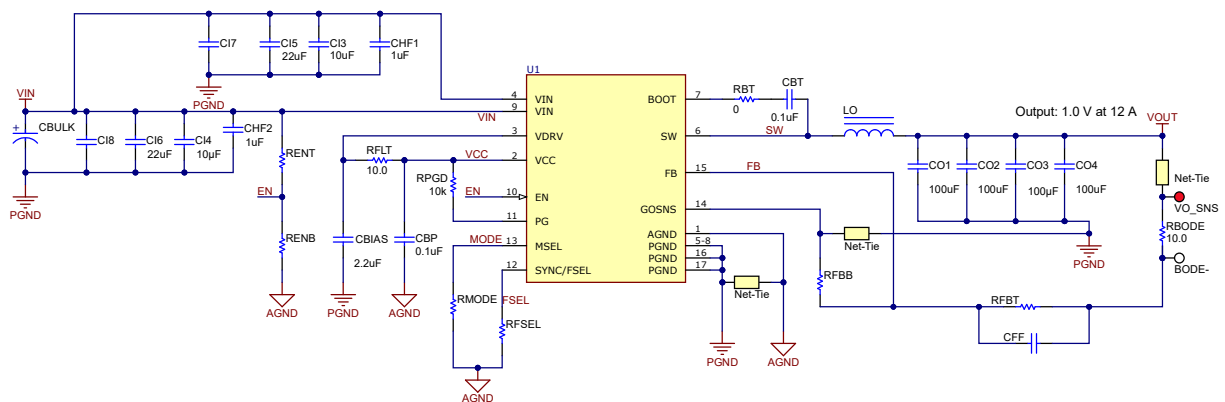 CI7
CI5
22uF
CI3
10uF
CHF1
1uF
PGND
VIN
+
CBULK
CI8
CI6
22uF
CI4
10µF
CHF2
1uF
PGND
RENT
EN
RENB
AGND
VIN
U1
4 VIN
9 VIN
3 VDRV
2 VCC
10 EN
11 PG
13 MSEL
12 SYNC/FSEL
BOOT 7
SW 6
FB 15
GOSNS 14
AGND 1
PGND 5-8
PGND 16
PGND 17
RFLT
10.0
VCC
RPGD
10k
EN
CBIAS
2.2uF
CBP
0.1uF
PGND
AGND
MODE
RMODE
FSEL
RFSEL
AGND
RBT
0
CBT
0.1uF
SW
LO
Output: 1.0 V at 12 A
VOUT
FB
CO1
100uF
CO2
100uF
CO3
100µF
CO4
100uF
Net-Tie
VO_SNS
RBODE
10.0
BODE-
PGND
Net-Tie
RFBB
Net-Tie
PGND
AGND
RFBT
CFF